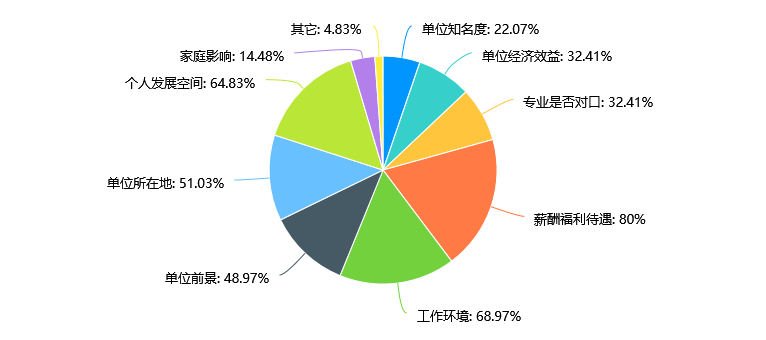 其它: 4.83%
单位知名度: 22.07%
家庭影响: 14.48%
单位经济效益: 32.41%
个人发展空间: 64.83%
专业是否对口: 32.41%
单位所在地: 51.03%
薪酬福利待遇: 80%
单位前景: 48.97%
工作环境: 68.97%